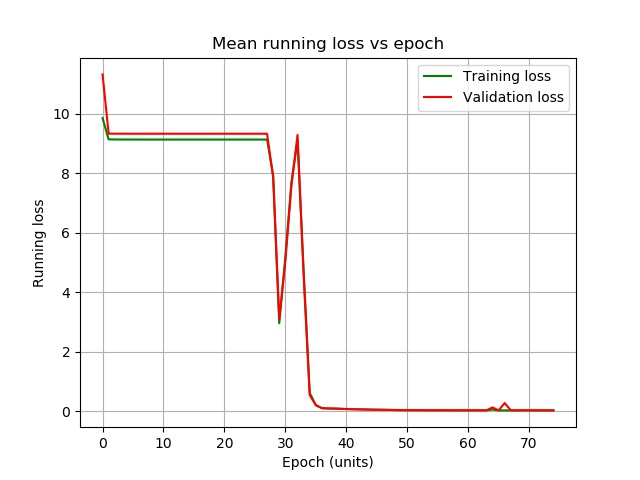 Mean running loss vs epoch
Training loss
Validation loss
Running loss
10
8
6
4
2
0
0 10 20 30 40 50 60 70
Epoch (units)